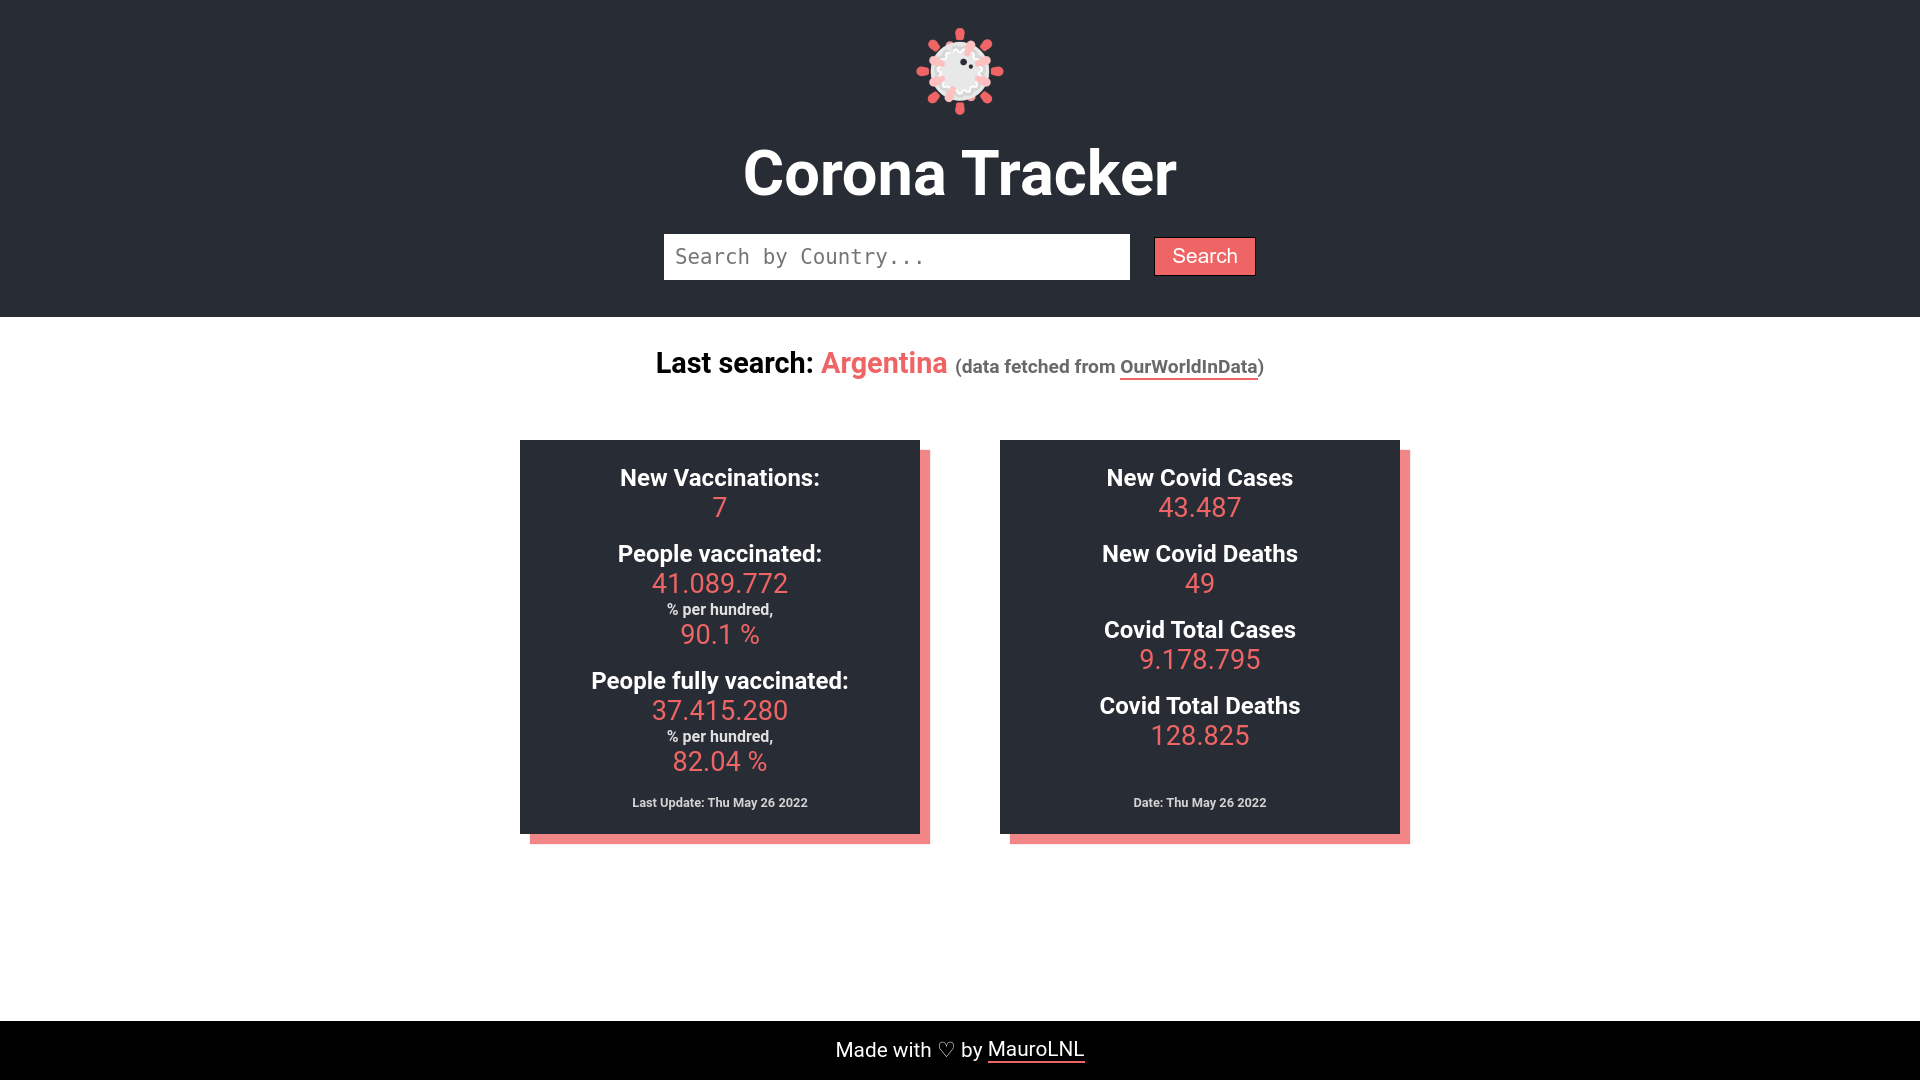 Corona Tracker
Search by Country...
Search
Last search: Argentina (data fetched from OurWorldInData)
New Vaccinations:
7
People vaccinated:
41.089.772
% per hundred,
90.1 %
People fully vaccinated:
37.415.280
% per hundred,
82.04 %
Last Update: Thu May 26 2022
New Covid Cases
43.487
New Covid Deaths
49
Covid Total Cases
9.178.795
Covid Total Deaths
128.825
Date: Thu May 26 2022
Made with ♡ by MauroLNL